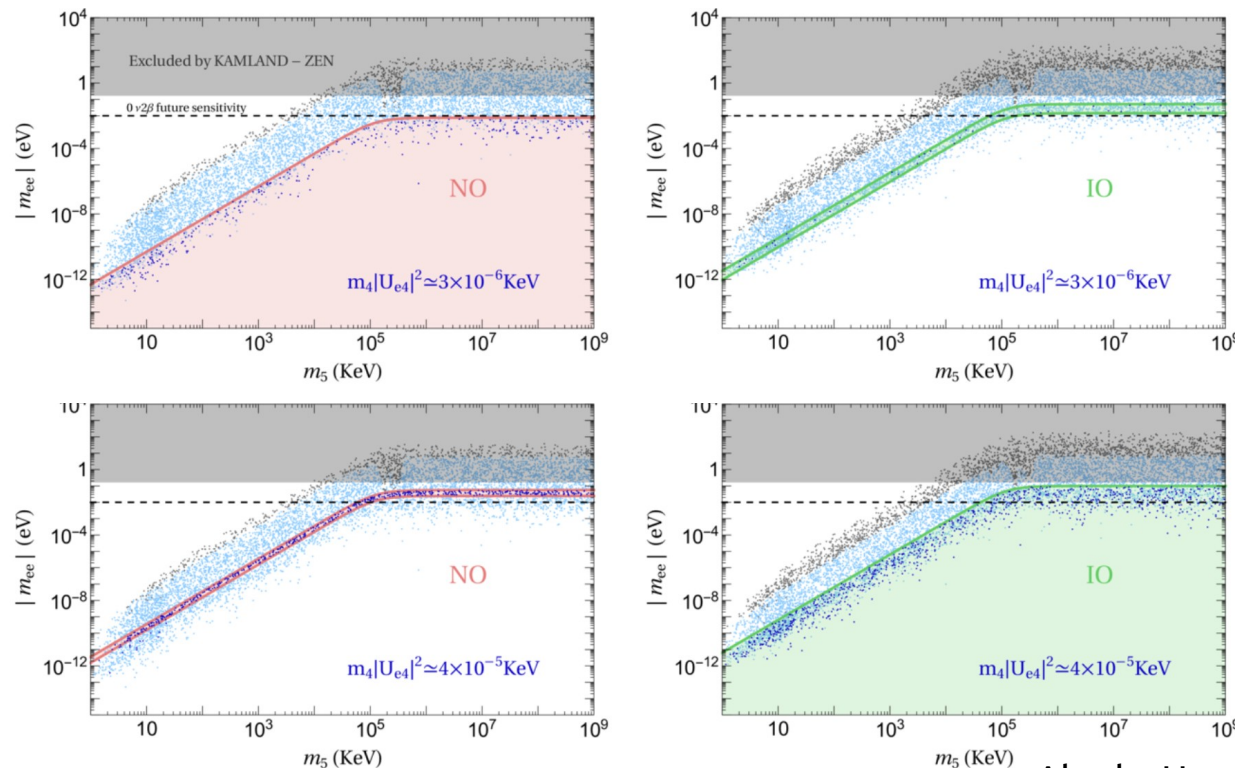 10⁴
1
10⁻⁴
10⁻⁸
10⁻¹²
|mₑₑ| (eV)
Excluded by KAMLAND – ZEN
0ν2β future sensitivity
NO
m₄|Uₑ₄|²≃3×10⁻⁶KeV
10 10³ 10⁵ 10⁷ 10⁹
m₅ (KeV)
1
10⁻⁴
10⁻⁸
10⁻¹²
10⁴
|mₑₑ| (eV)
IO
m₄|Uₑ₄|²≃3×10⁻⁶KeV
10 10³ 10⁵ 10⁷ 10⁹
m₅ (KeV)
1
10⁻⁴
10⁻⁸
10⁻¹²
|mₑₑ| (eV)
NO
m₄|Uₑ₄|²≃4×10⁻⁵KeV
10 10³ 10⁵ 10⁷ 10⁹
m₅ (KeV)
1
10⁻⁴
10⁻⁸
10⁻¹²
|mₑₑ| (eV)
IO
m₄|Uₑ₄|²≃4×10⁻⁵KeV
10 10³ 10⁵ 10⁷ 10⁹
m₅ (KeV)